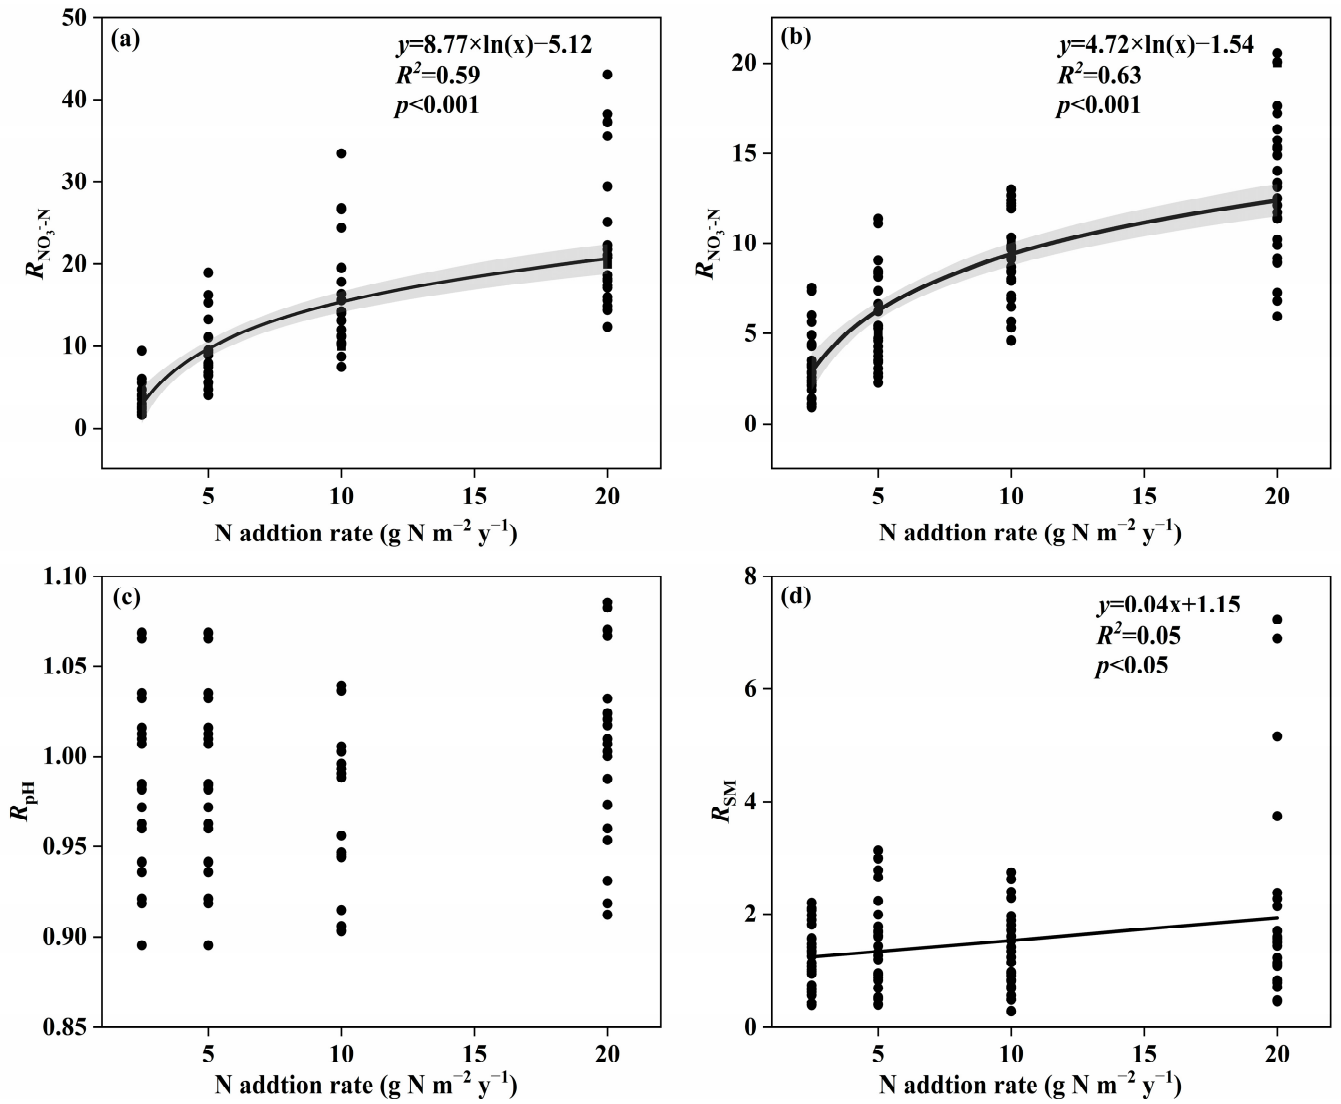 (a)
y=8.77×ln(x)−5.12
R²=0.59
p<0.001
50
40
30
20
10
0
R NO₃⁻-N
5 10 15 20
N addtion rate (g N m⁻² y⁻¹)
(b)
y=4.72×ln(x)−1.54
R²=0.63
p<0.001
20
15
10
5
0
R NO₃⁻-N
5 10 15 20
N addtion rate (g N m⁻² y⁻¹)
(c)
1.10
1.05
1.00
0.95
0.90
0.85
R pH
5 10 15 20
N addtion rate (g N m⁻² y⁻¹)
(d)
y=0.04x+1.15
R²=0.05
p<0.05
8
6
4
2
0
R SM
5 10 15 20
N addtion rate (g N m⁻² y⁻¹)